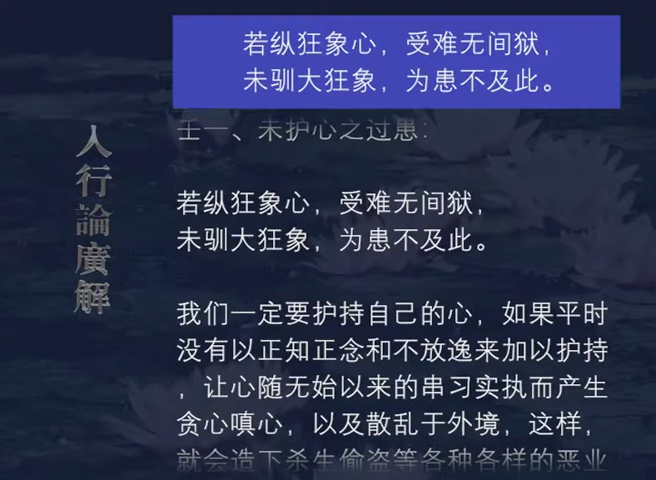 若纵狂象心，受难无间狱，
未驯大狂象，为患不及此。
壬一、未护心之过患：
若纵狂象心，受难无间狱，
未驯大狂象，为患不及此。
我们一定要护持自己的心，如果平时
没有以正知正念和不放逸来加以护持
，让心随无始以来的串习实执而产生
贪心嗔心，以及散乱于外境，这样，
就会造下杀生偷盗等各种各样的恶业
入行論廣解